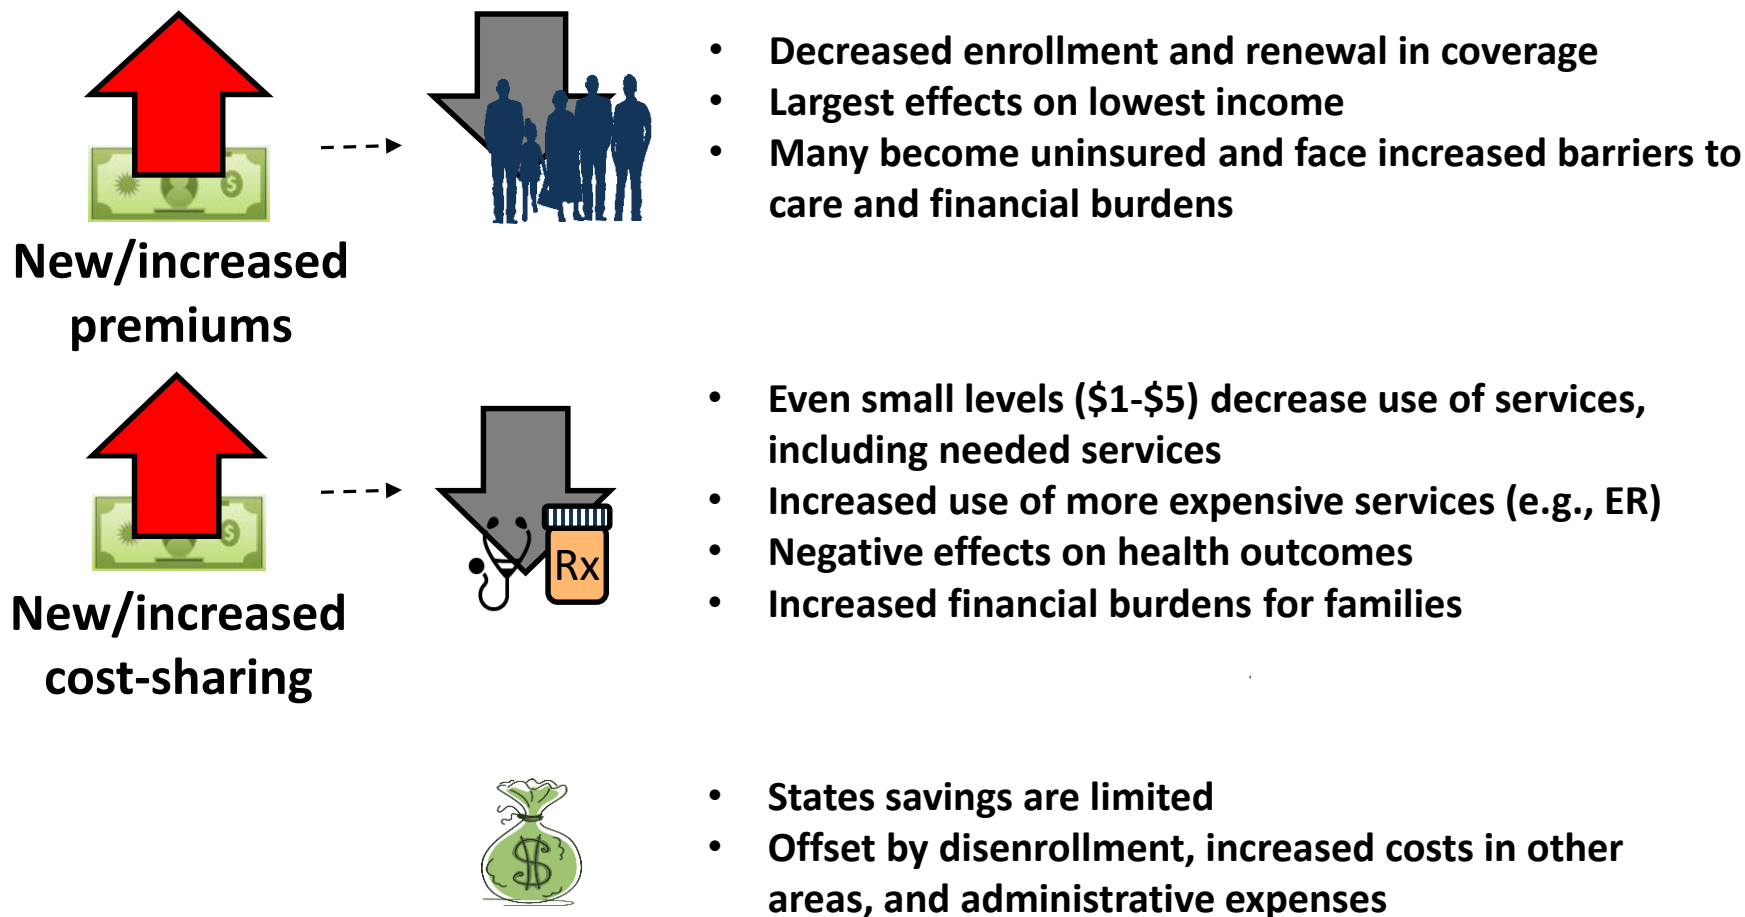 • Decreased enrollment and renewal in coverage
• Largest effects on lowest income
• Many become uninsured and face increased barriers to
care and financial burdens
$
New/increased
premiums
• Even small levels ($1-$5) decrease use of services,
including needed services
• Increased use of more expensive services (e.g., ER)
• Negative effects on health outcomes
• Increased financial burdens for families
$
Rx
New/increased
cost-sharing
• States savings are limited
• Offset by disenrollment, increased costs in other
areas, and administrative expenses
$